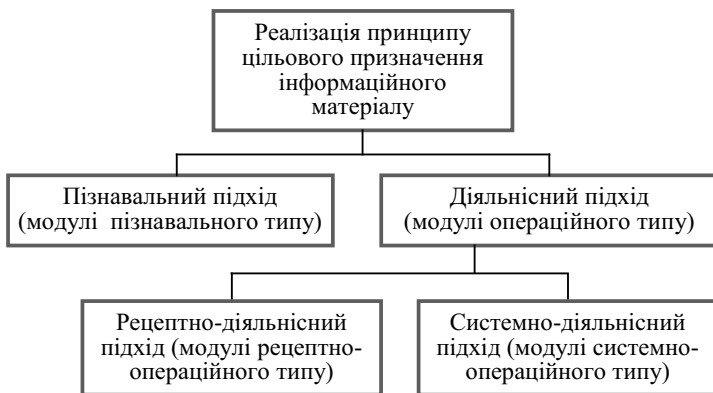 Реалізація принципу
цільового призначення
інформаційного
матеріалу
Пізнавальний підхід
(модулі пізнавального типу)
Діяльнісний підхід
(модулі операційного типу)
Рецептно-діяльнісний
підхід (модулі рецептно-
операційного типу)
Системно-діяльнісний
підхід (модулі системно-
операційного типу)